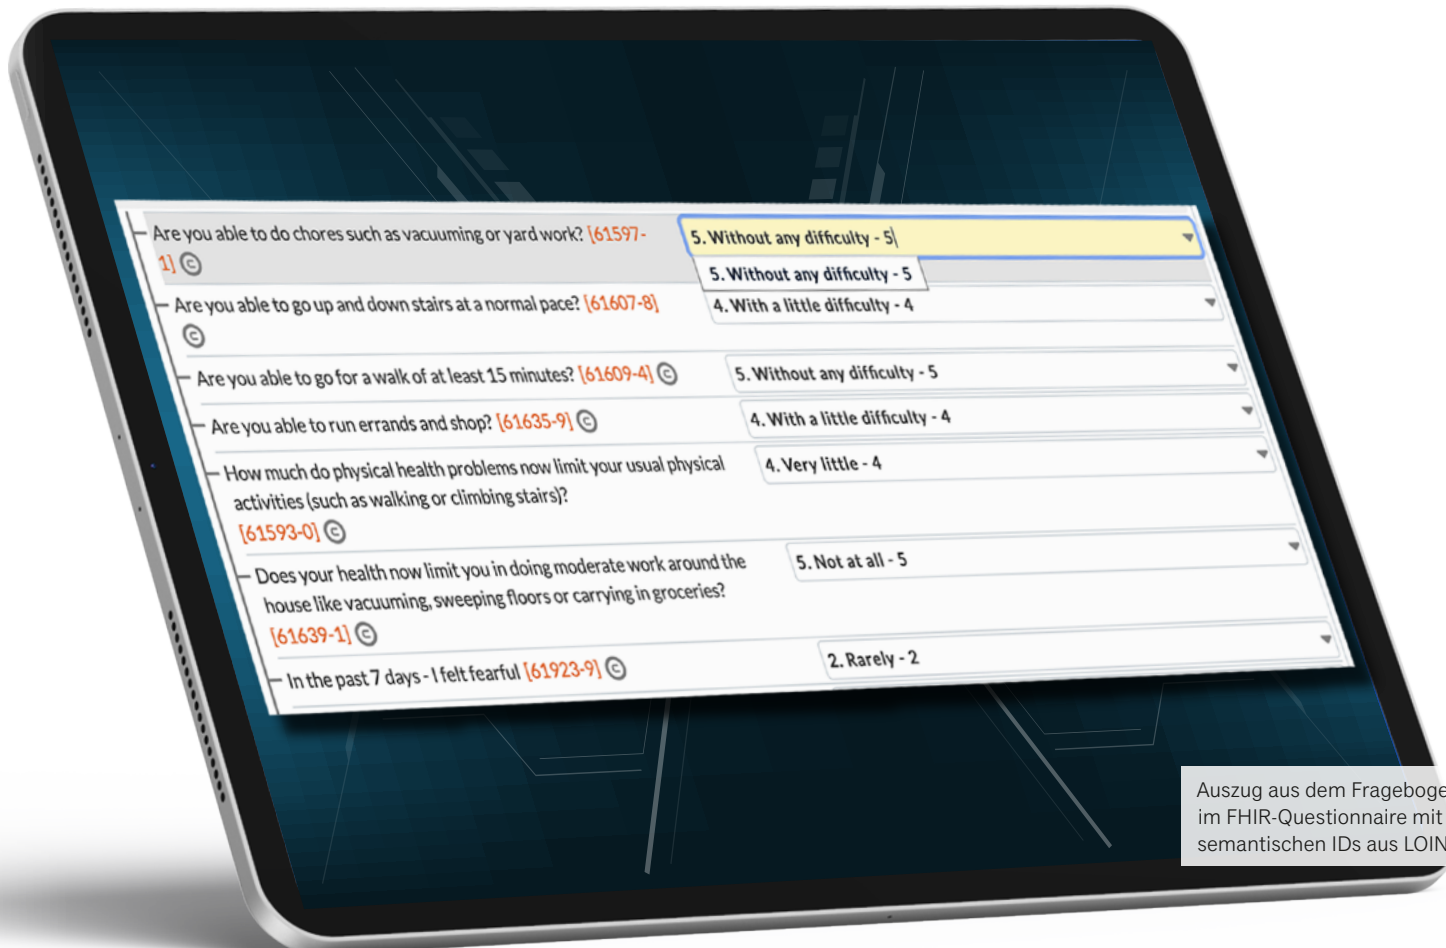 Are you able to do chores such as vacuuming or yard work? [61597-
1] ©
5. Without any difficulty - 5
5. Without any difficulty - 5
Are you able to go up and down stairs at a normal pace? [61607-8]
©
4. With a little difficulty - 4
Are you able to go for a walk of at least 15 minutes? [61609-4] ©
5. Without any difficulty - 5
Are you able to run errands and shop? [61635-9] ©
4. With a little difficulty - 4
How much do physical health problems now limit your usual physical
activities (such as walking or climbing stairs)?
[61593-0] ©
4. Very little - 4
Does your health now limit you in doing moderate work around the
house like vacuuming, sweeping floors or carrying in groceries?
[61639-1] ©
5. Not at all - 5
In the past 7 days - I felt fearful [61923-9] ©
2. Rarely - 2
Auszug aus dem Frageboge
im FHIR-Questionnaire mit
semantischen IDs aus LOIN